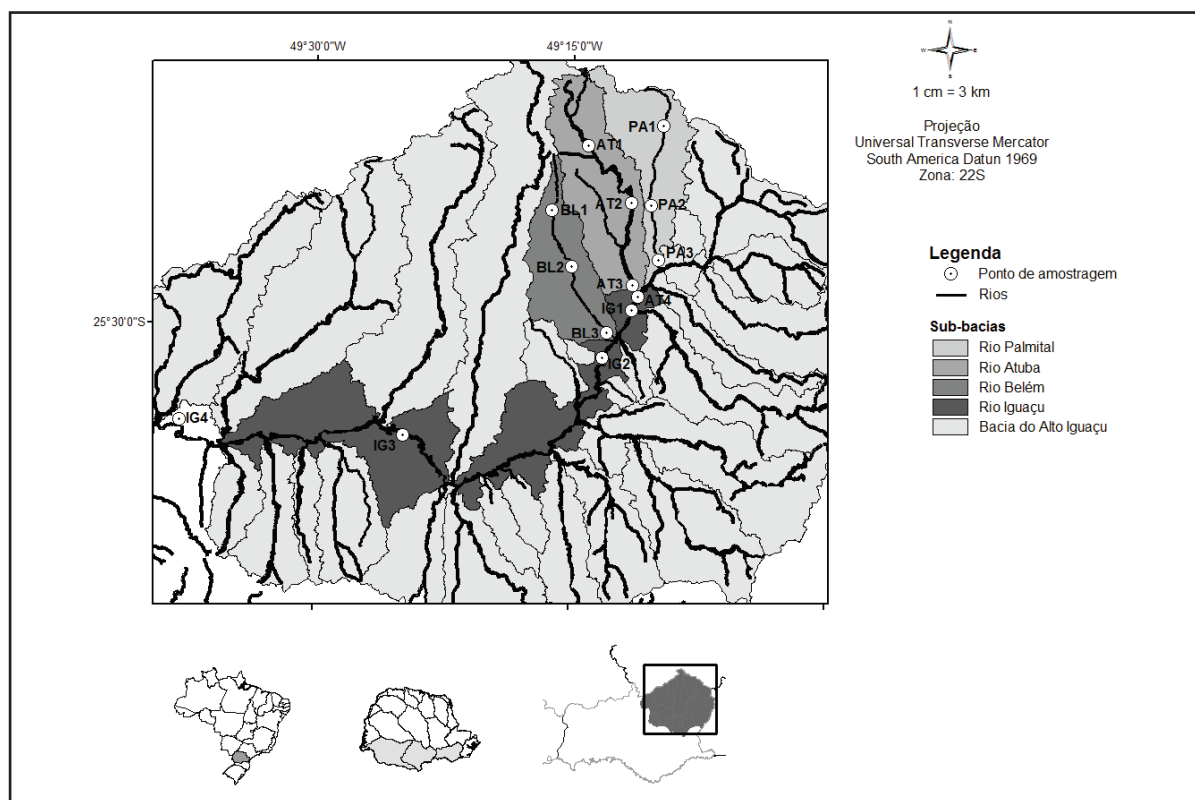 49°30'0"W
49°15'0"W
25°30'0"S
PA1
AT1
AT2
PA2
BL1
BL2
PA3
AT3
AT4
IG1
BL3
IG2
IG3
IG4
N
W
E
S
1 cm = 3 km
Projeção
Universal Transverse Mercator
South America Datun 1969
Zona: 22S
Legenda
Ponto de amostragem
Rios
Sub-bacias
Rio Palmital
Rio Atuba
Rio Belém
Rio Iguaçu
Bacia do Alto Iguaçu